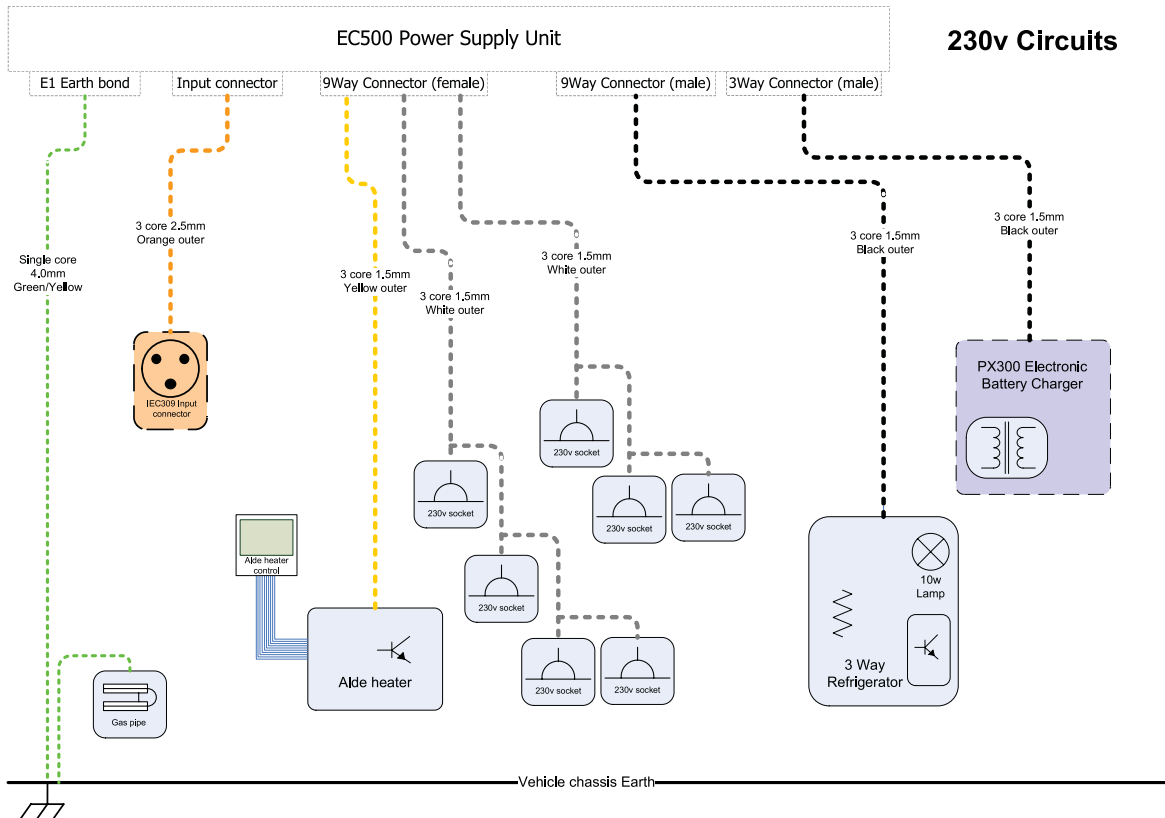 EC500 Power Supply Unit
230v Circuits
E1 Earth bond
Input connector
9Way Connector (female)
9Way Connector (male)
3Way Connector (male)
3 core 2.5mm
Orange outer
Single core
4.0mm
Green/Yellow
3 core 1.5mm
Yellow outer
3 core 1.5mm
White outer
3 core 1.5mm
White outer
3 core 1.5mm
Black outer
3 core 1.5mm
Black outer
IEC309 Input
connector
PX300 Electronic
Battery Charger
230v socket
230v socket
230v socket
230v socket
230v socket
230v socket
230v socket
Alde heater
control
Alde heater
10w
Lamp
3 Way
Refrigerator
Gas pipe
Vehicle chassis Earth